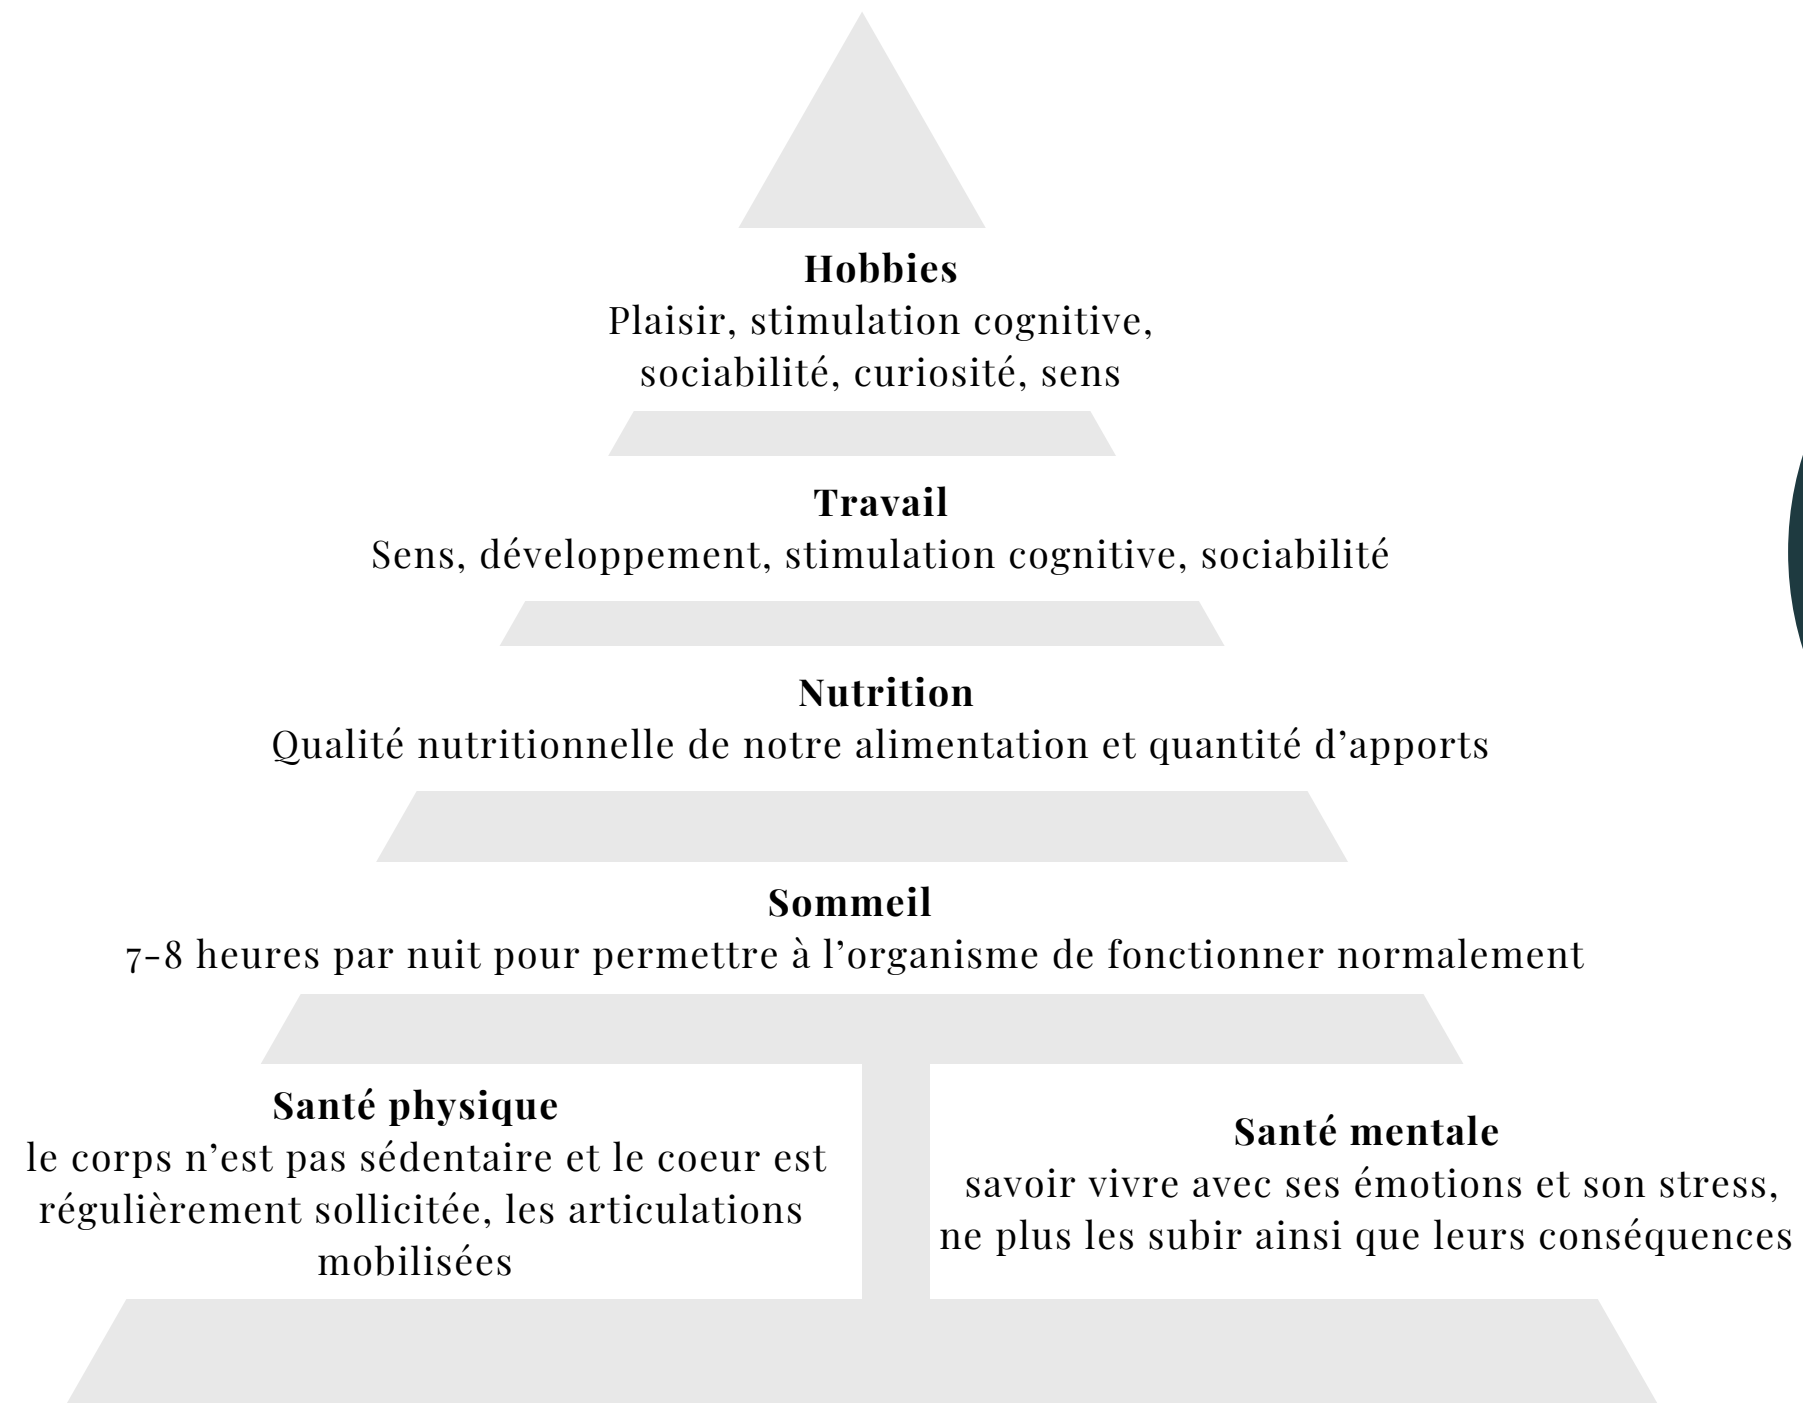 Hobbies
Plaisir, stimulation cognitive,
sociabilité, curiosité, sens
Travail
Sens, développement, stimulation cognitive, sociabilité
Nutrition
Qualité nutritionnelle de notre alimentation et quantité d’apports
Sommeil
7-8 heures par nuit pour permettre à l’organisme de fonctionner normalement
Santé physique
le corps n’est pas sédentaire et le coeur est
régulièrement sollicitée, les articulations
mobilisées
Santé mentale
savoir vivre avec ses émotions et son stress,
ne plus les subir ainsi que leurs conséquences